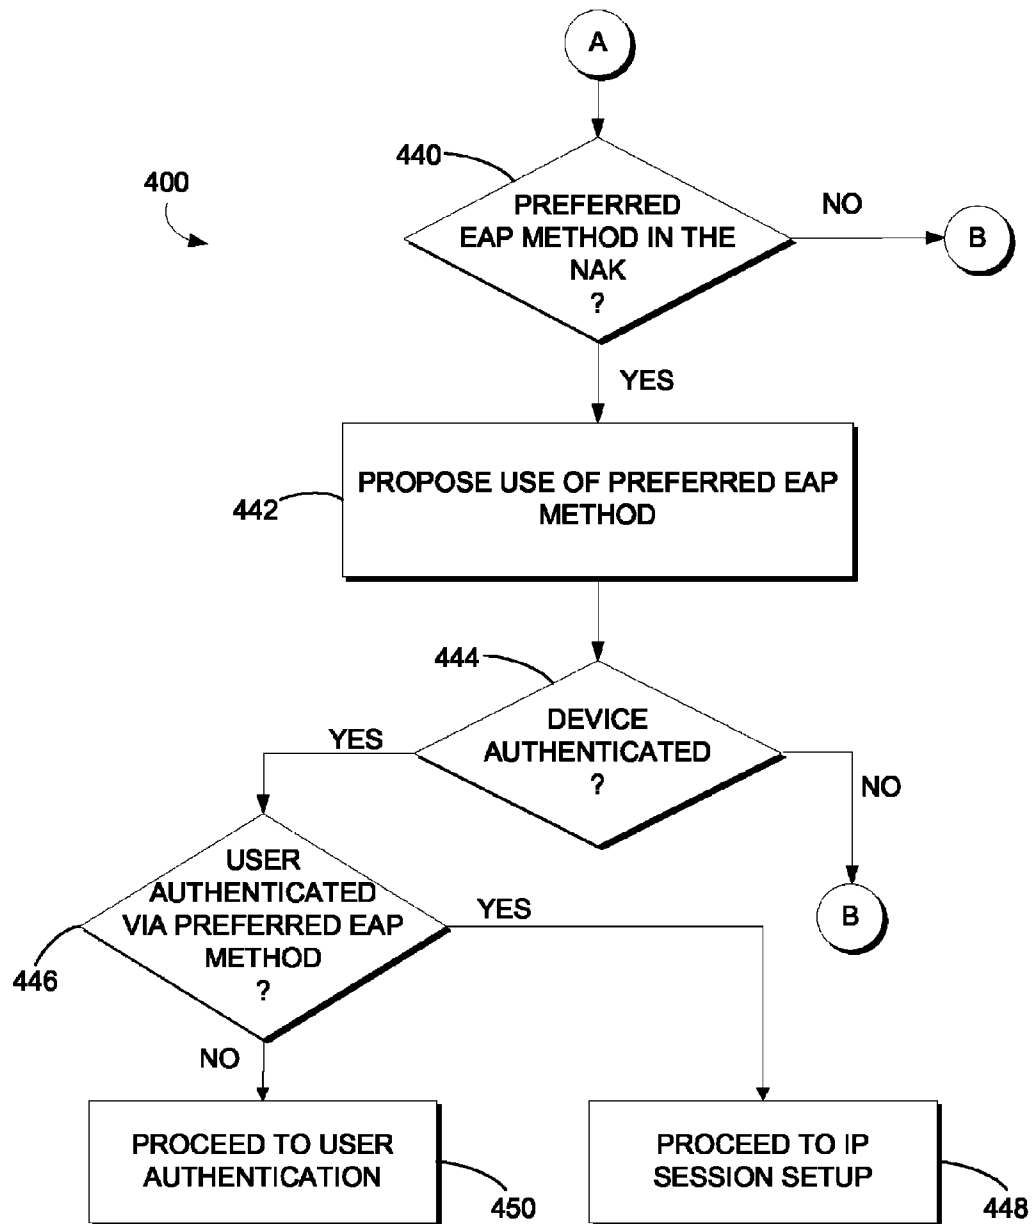 A
440
400
PREFERRED
EAP METHOD IN THE
NAK
?
NO
B
YES
PROPOSE USE OF PREFERRED EAP
METHOD
442
444
DEVICE
AUTHENTICATED
?
YES
NO
B
USER
AUTHENTICATED
VIA PREFERRED EAP
METHOD
?
YES
446
NO
PROCEED TO USER
AUTHENTICATION
450
PROCEED TO IP
SESSION SETUP
448